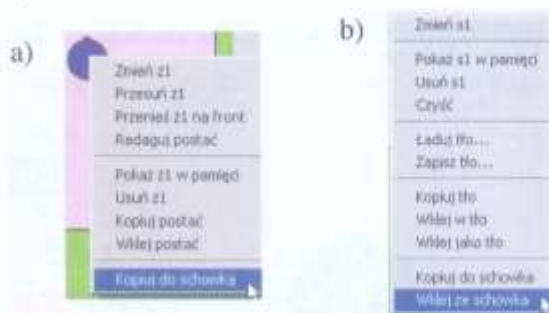 a)
Zmień ż1
Przesuń ż1
Przenieś ż1 na front
Redaguj postać
Pokaż ż1 w pamięci
Usuń ż1
Kopiuj postać
Wklej postać
Kopiuj do schowka
b)
Zmień s1
Pokaż s1 w pamięci
Usuń s1
Czyść
Ładuj tło...
Zapisz tło...
Kopiuj tło
Wklej w tło
Wklej jako tło
Kopiuj do schowka
Wklej ze schowka